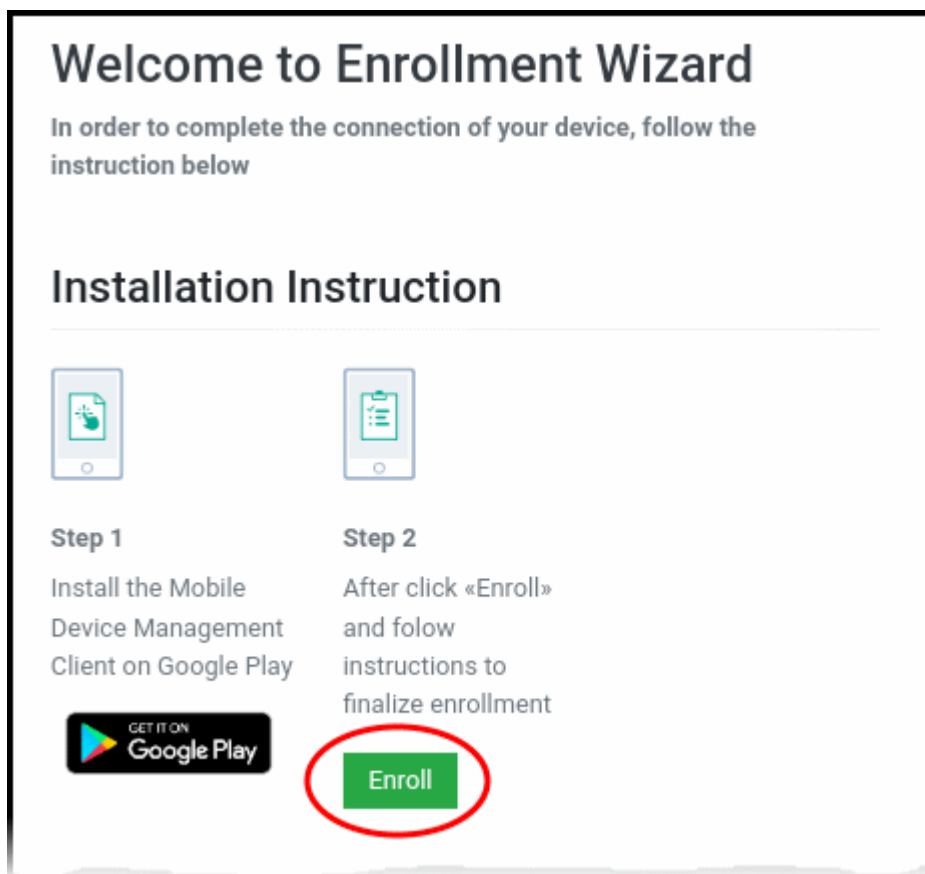 Welcome to Enrollment Wizard
In order to complete the connection of your device, follow the
instruction below
Installation Instruction
Step 1
Install the Mobile
Device Management
Client on Google Play
GET IT ON
Google Play
Step 2
After click «Enroll»
and folow
instructions to
finalize enrollment
Enroll